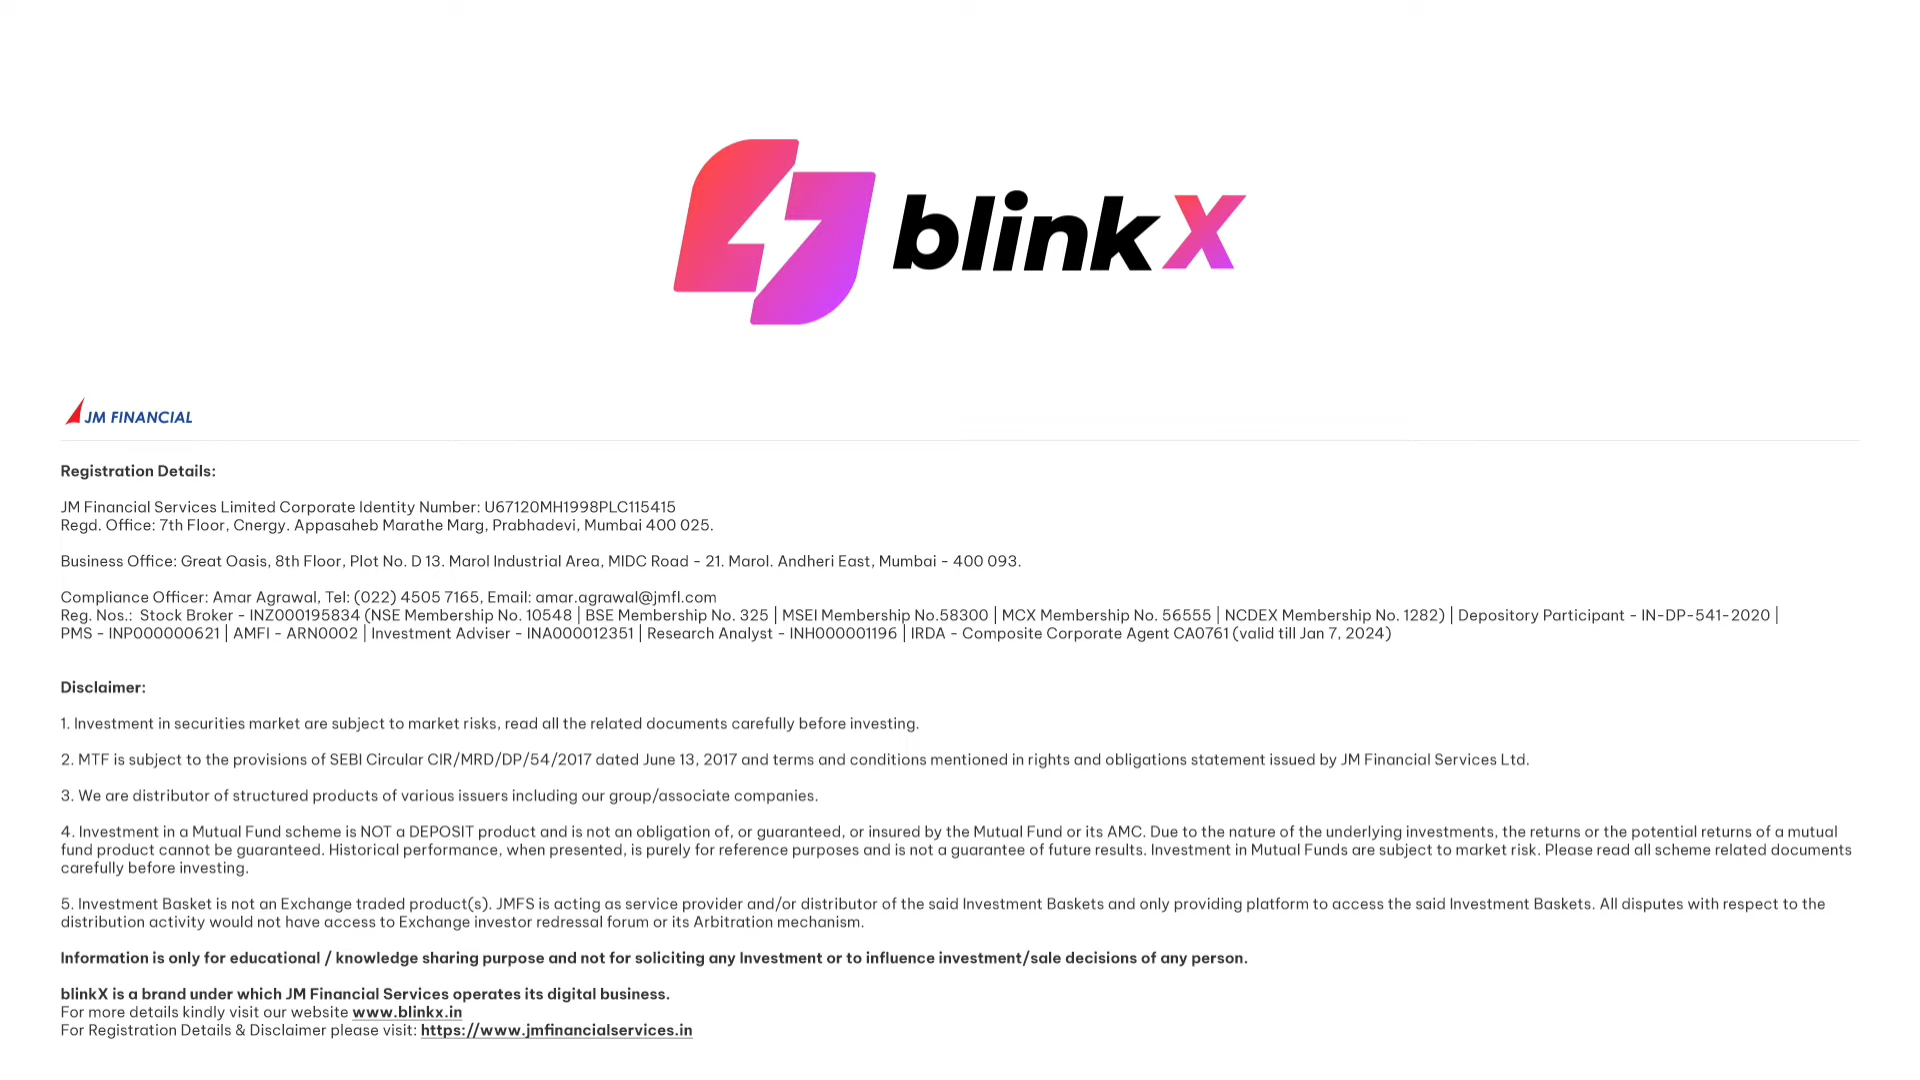 blinkX
JM FINANCIAL
Registration Details:
JM Financial Services Limited Corporate Identity Number: U67120MH1998PLC115415
Regd. Office: 7th Floor, Cnergy. Appasaheb Marathe Marg, Prabhadevi, Mumbai 400 025.
Business Office: Great Oasis, 8th Floor, Plot No. D 13. Marol Industrial Area, MIDC Road - 21. Marol. Andheri East, Mumbai - 400 093.
Compliance Officer: Amar Agrawal, Tel: (022) 4505 7165, Email: amar.agrawal@jmfl.com
Reg. Nos.: Stock Broker - INZ000195834 (NSE Membership No. 10548 | BSE Membership No. 325 | MSEI Membership No.58300 | MCX Membership No. 56555 | NCDEX Membership No. 1282) | Depository Participant - IN-DP-541-2020 |
PMS - INP000000621 | AMFI - ARN0002 | Investment Adviser - INA000012351 | Research Analyst - INH000001196 | IRDA - Composite Corporate Agent CA0761 (valid till Jan 7, 2024)
Disclaimer:
1. Investment in securities market are subject to market risks, read all the related documents carefully before investing.
2. MTF is subject to the provisions of SEBI Circular CIR/MRD/DP/54/2017 dated June 13, 2017 and terms and conditions mentioned in rights and obligations statement issued by JM Financial Services Ltd.
3. We are distributor of structured products of various issuers including our group/associate companies.
4. Investment in a Mutual Fund scheme is NOT a DEPOSIT product and is not an obligation of, or guaranteed, or insured by the Mutual Fund or its AMC. Due to the nature of the underlying investments, the returns or the potential returns of a mutual
fund product cannot be guaranteed. Historical performance, when presented, is purely for reference purposes and is not a guarantee of future results. Investment in Mutual Funds are subject to market risk. Please read all scheme related documents
carefully before investing.
5. Investment Basket is not an Exchange traded product(s). JMFS is acting as service provider and/or distributor of the said Investment Baskets and only providing platform to access the said Investment Baskets. All disputes with respect to the
distribution activity would not have access to Exchange investor redressal forum or its Arbitration mechanism.
Information is only for educational / knowledge sharing purpose and not for soliciting any Investment or to influence investment/sale decisions of any person.
blinkX is a brand under which JM Financial Services operates its digital business.
For more details kindly visit our website www.blinkx.in
For Registration Details & Disclaimer please visit: https://www.jmfinancialservices.in